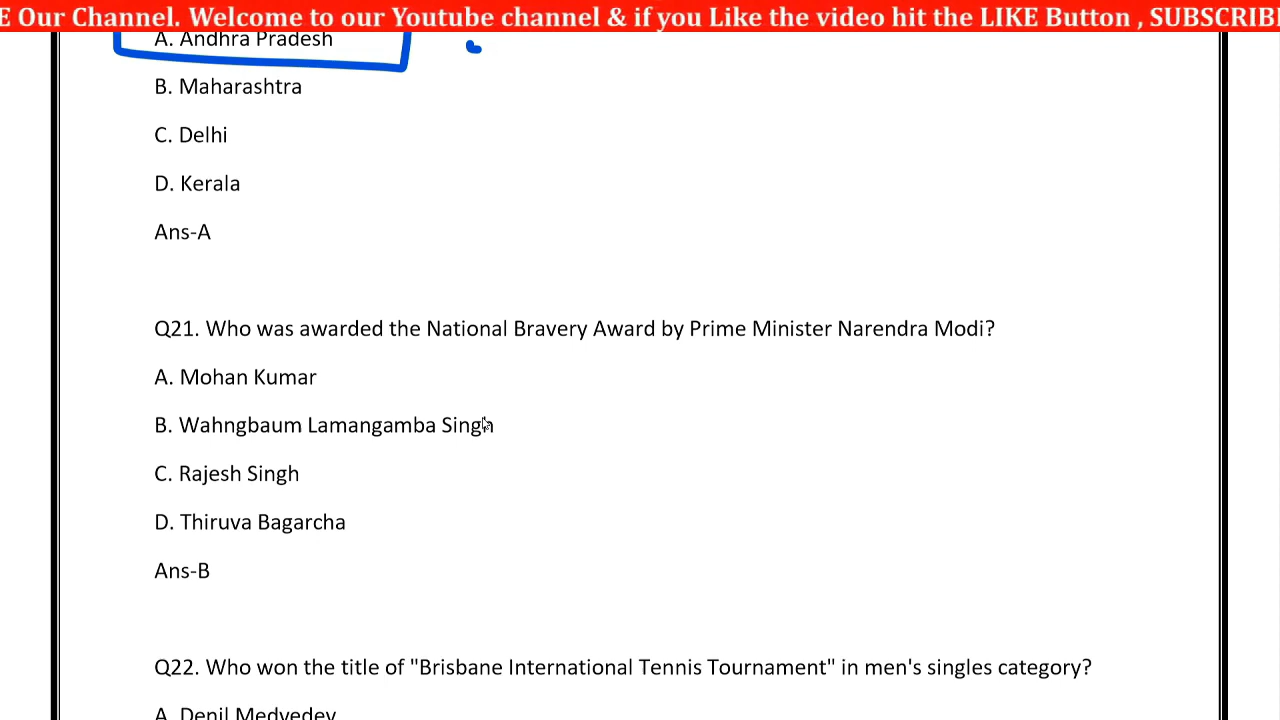 E Our Channel. Welcome to our Youtube channel & if you Like the video hit the LIKE Button , SUBSCRIBE
A. Andhra Pradesh
B. Maharashtra
C. Delhi
D. Kerala
Ans-A
Q21. Who was awarded the National Bravery Award by Prime Minister Narendra Modi?
A. Mohan Kumar
B. Wahngbaum Lamangamba Singh
C. Rajesh Singh
D. Thiruva Bagarcha
Ans-B
Q22. Who won the title of "Brisbane International Tennis Tournament" in men's singles category?
A. Denil Medvedev